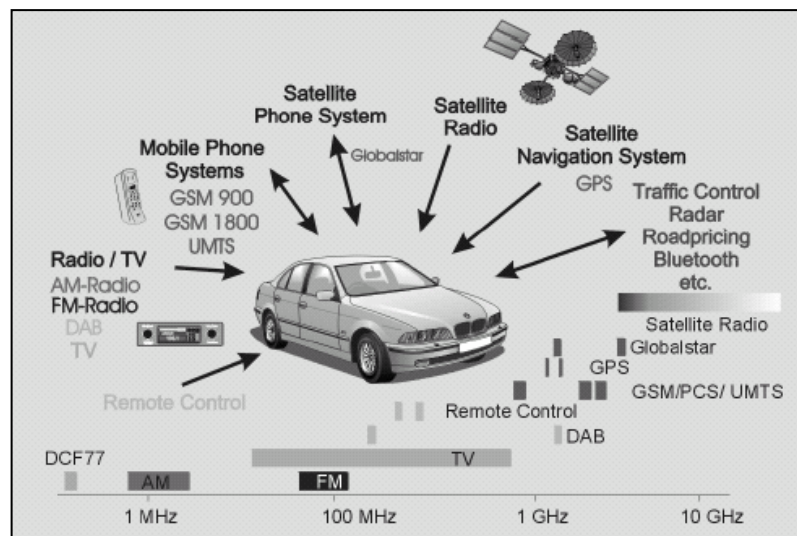 Satellite
Phone System
Globalstar
Satellite
Radio
Mobile Phone
Systems
GSM 900
GSM 1800
UMTS
Satellite
Navigation System
GPS
Traffic Control
Radar
Roadpricing
Bluetooth
etc.
Radio / TV
AM-Radio
FM-Radio
DAB
TV
Remote Control
Satellite Radio
Globalstar
GPS
GSM/PCS/ UMTS
Remote Control
DAB
TV
DCF77
AM
FM
1 MHz
100 MHz
1 GHz
10 GHz